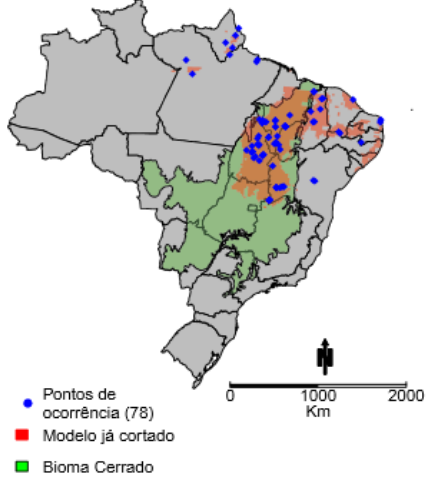 N
0 1000 2000
Km
Pontos de
ocorrência (78)
Modelo já cortado
Bioma Cerrado